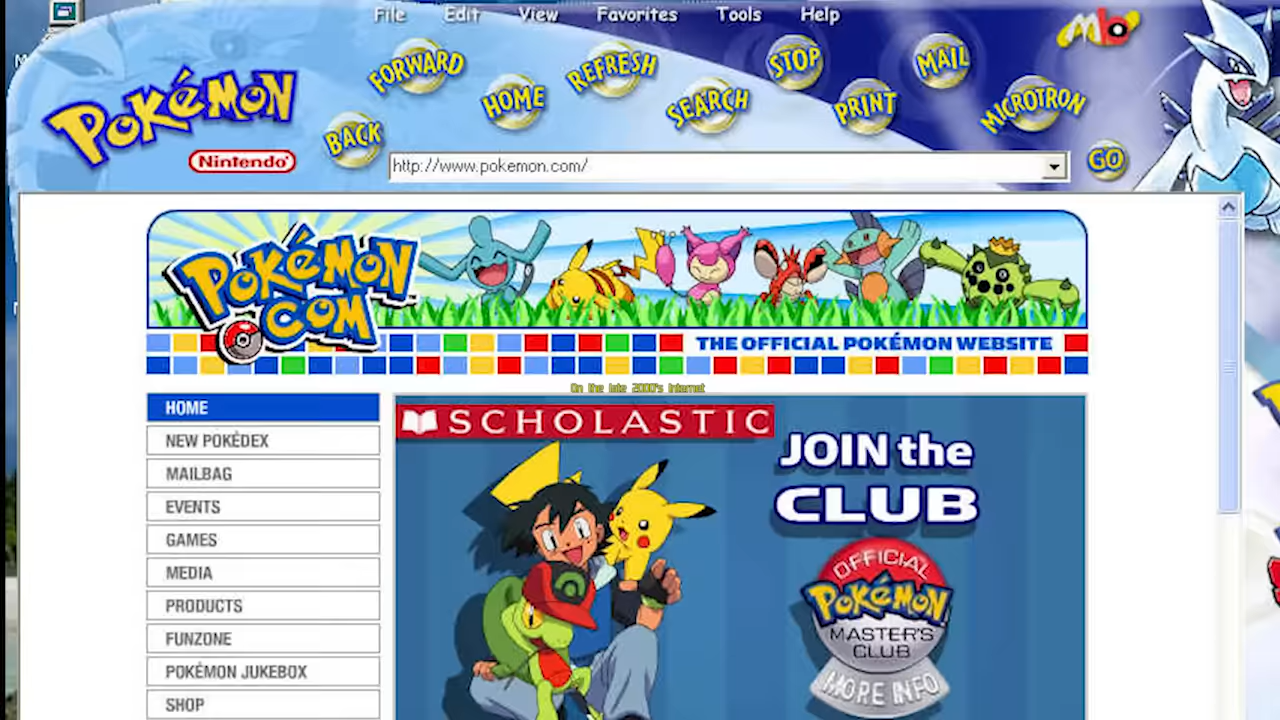 File Edit View Favorites Tools Help
POKéMON
Nintendo
BACK
FORWARD
HOME
REFRESH
SEARCH
STOP
PRINT
MAIL
MICROTRON
http://www.pokemon.com/
GO
POKéMON
.COM
THE OFFICIAL POKéMON WEBSITE
On the late 2000's Internet
HOME
NEW POKéDEX
MAILBAG
EVENTS
GAMES
MEDIA
PRODUCTS
FUNZONE
POKéMON JUKEBOX
SHOP
SCHOLASTIC
JOIN the
CLUB
OFFICIAL
POKéMON
MASTER'S
CLUB
MORE INFO